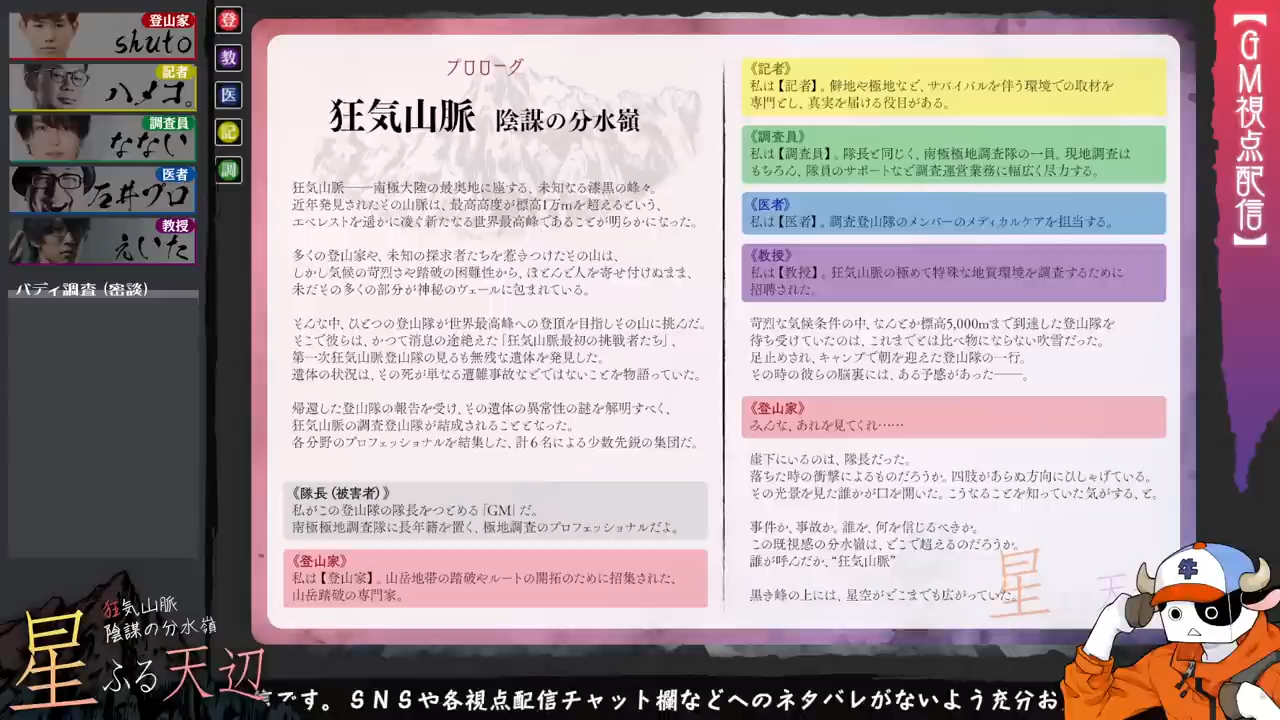 登山家
shuto
記者
ハメコ。
調査員
なない
医者
石井プロ
教授
えいた
バディ調査（密談）
登
教
医
記
調
プロローグ
狂気山脈 陰謀の分水嶺
狂気山脈――南極大陸の最奥地に座する、未知なる漆黒の峰々。
近年発見されたその山脈は、最高高度が標高1万mを超えるという、
エベレストを遥かに凌ぐ新たなる世界最高峰であることが明らかになった。
多くの登山家や、未知の探求者たちを惹きつけたその山は、
しかし気候の苛烈さや踏破の困難性から、ほとんど人を寄せ付けぬまま、
未だその多くの部分が神秘のヴェールに包まれている。
そんな中、ひとつの登山隊が世界最高峰への登頂を目指しその山に挑んだ。
そこで彼らは、かつて消息の途絶えた「狂気山脈最初の挑戦者たち」、
第一次狂気山脈登山隊の見るも無残な遺体を発見した。
遺体の状況は、その死が単なる遭難事故などではないことを物語っていた。
帰還した登山隊の報告を受け、その遺体の異常性の謎を解明すべく、
狂気山脈の調査登山隊が結成されることとなった。
各分野のプロフェッショナルを結集した、計6名による少数先鋭の集団だ。
《隊長（被害者）》
私がこの登山隊の隊長をつとめる「GM」だ。
南極極地調査隊に長年籍を置く、極地調査のプロフェッショナルだよ。
《登山家》
私は【登山家】。山岳地帯の踏破やルートの開拓のために招集された、
山岳踏破の専門家。
《記者》
私は【記者】。僻地や極地など、サバイバルを伴う環境での取材を
専門とし、真実を届ける役目がある。
《調査員》
私は【調査員】。隊長と同じく、南極極地調査隊の一員。現地調査は
もちろん、隊員のサポートなど調査運営業務に幅広く尽力する。
《医者》
私は【医者】。調査登山隊のメンバーのメディカルケアを担当する。
《教授》
私は【教授】。狂気山脈の極めて特殊な地質環境を調査するために
招聘された。
苛烈な気候条件の中、なんとか標高5,000mまで到達した登山隊を
待ち受けていたのは、これまでとは比べ物にならない吹雪だった。
足止めされ、キャンプで朝を迎えた登山隊の一行。
その時の彼らの脳裏には、ある予感があった――。
《登山家》
みんな、あれを見てくれ……
崖下にいるのは、隊長だった。
落ちた時の衝撃によるものだろうか。四肢があらぬ方向にひしゃげている。
その光景を見た誰かが口を開いた。こうなることを知っていた気がする、と。
事件か、事故か。誰を、何を信じるべきか。
この既視感の分水嶺は、どこで超えるのだろうか。
誰が呼んだか、“狂気山脈”
黒き峰の上には、星空がどこまでも広がっていた。
星 天
【GM視点配信】
牛
狂気山脈
陰謀の分水嶺
星ふる天辺
信です。SNSや各視点配信チャット欄などへのネタバレがないよう充分お